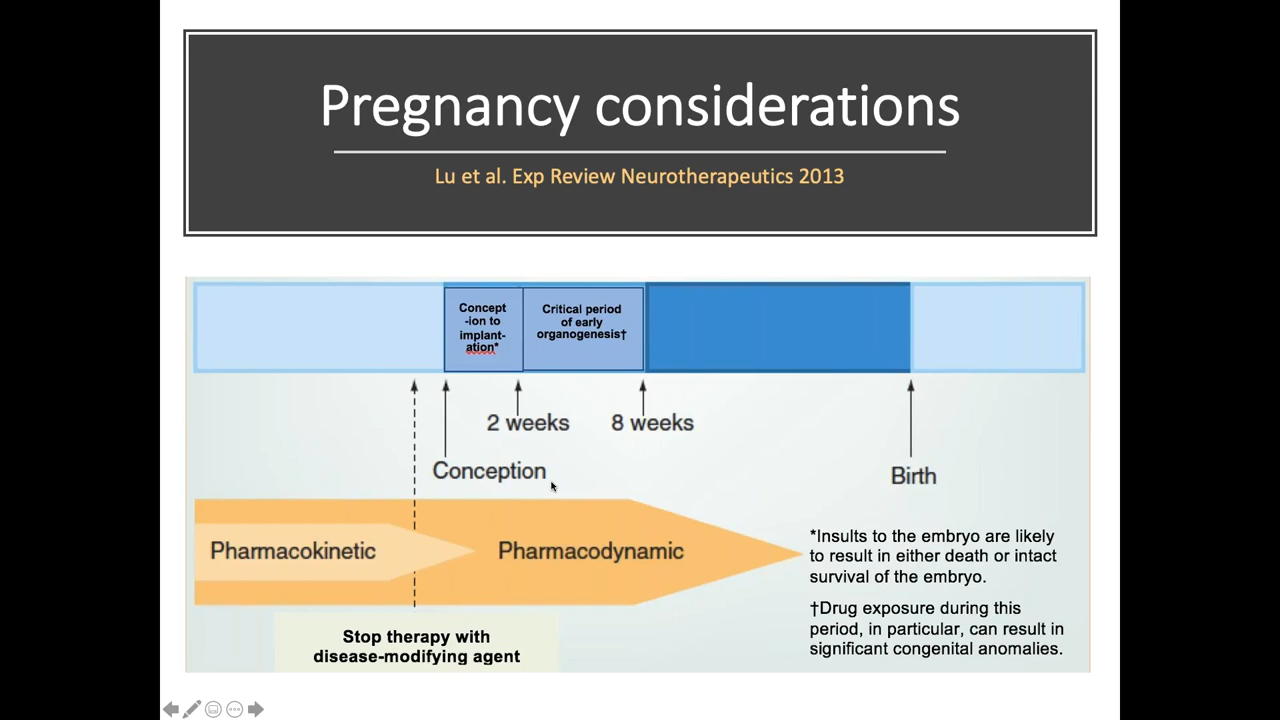 Pregnancy considerations
Lu et al. Exp Review Neurotherapeutics 2013
Concept
-ion to
implant-
ation*
Critical period
of early
organogenesis†
2 weeks
8 weeks
Conception
Birth
Pharmacokinetic
Pharmacodynamic
*Insults to the embryo are likely
to result in either death or intact
survival of the embryo.
†Drug exposure during this
period, in particular, can result in
significant congenital anomalies.
Stop therapy with
disease-modifying agent